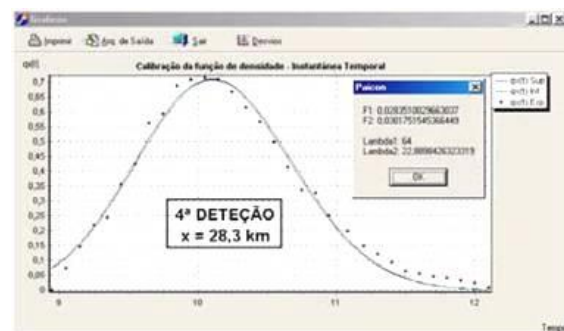 Graficos
Imprimir Arq. de Saída Sair Desvios
φ(t) Calibração da função de densidade - Instantânea Temporal
0,7
0,65
0,6
0,55
0,5
0,45
0,4
0,35
0,3
0,25
0,2
0,15
0,1
0,05
0
9 10 11 12
Tempo
φ(t) Sup
φ(t) Inf
φ(t) Exp
Paicon
F1: 0,0283510029663037
F2: 0,0301751545366449
Lambda1: 64
Lambda2: 22,8898426323319
OK
4ª DETEÇÃO
x = 28,3 km